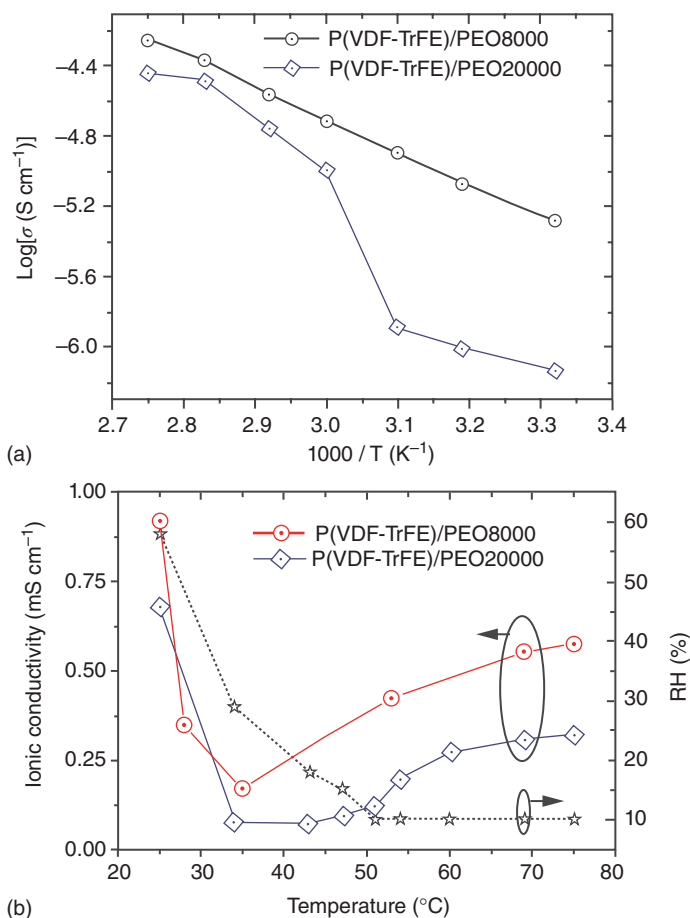 P(VDF-TrFE)/PEO8000
P(VDF-TrFE)/PEO20000
Log[σ (S cm⁻¹)]
–4.4
–4.8
–5.2
–5.6
–6.0
2.7 2.8 2.9 3.0 3.1 3.2 3.3 3.4
1000 / T (K⁻¹)
(a)
P(VDF-TrFE)/PEO8000
P(VDF-TrFE)/PEO20000
Ionic conductivity (mS cm⁻¹)
1.00
0.75
0.50
0.25
0.00
60
50
40
30
20
10
RH (%)
20 30 40 50 60 70 80
Temperature (°C)
(b)